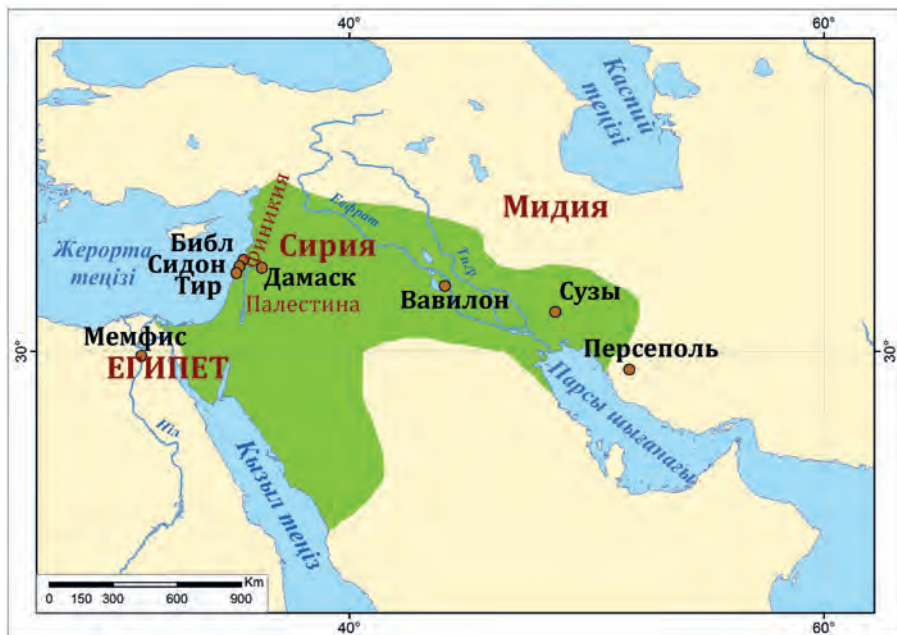 40°
60°
Каспий
теңізі
Мидия
Финикия
Евфрат
Жерорта
теңізі
Библ
Сирия
Тигр
Сидон
Дамаск
Тир
Палестина
Вавилон
Сузы
Мемфис
30°
30°
ЕГИПЕТ
Персеполь
Парсы шығанағы
Ніл
Қызыл теңіз
Km
0 150 300 600 900
40°
60°